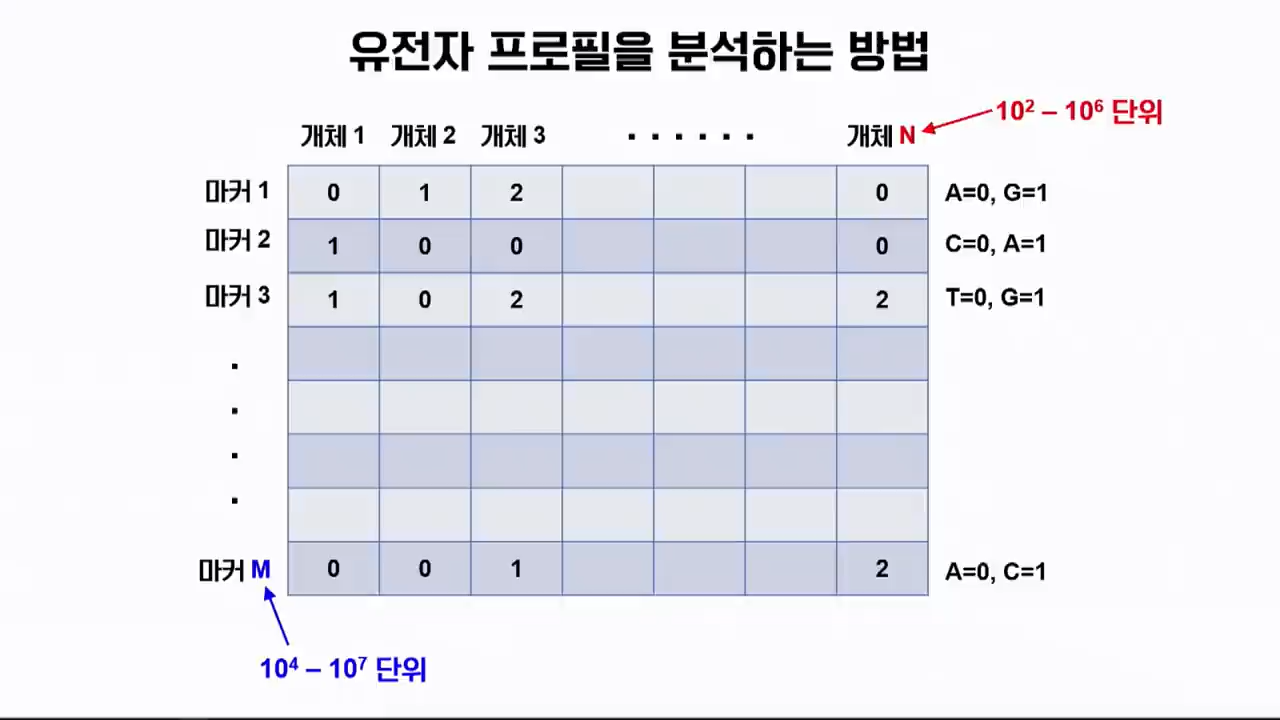 유전자 프로필을 분석하는 방법
10² – 10⁶ 단위
개체 1 개체 2 개체 3 · · · · · · 개체 N
마커 1 0 1 2 0 A=0, G=1
마커 2 1 0 0 0 C=0, A=1
마커 3 1 0 2 2 T=0, G=1
·
·
·
·
마커 M 0 0 1 2 A=0, C=1
10⁴ – 10⁷ 단위